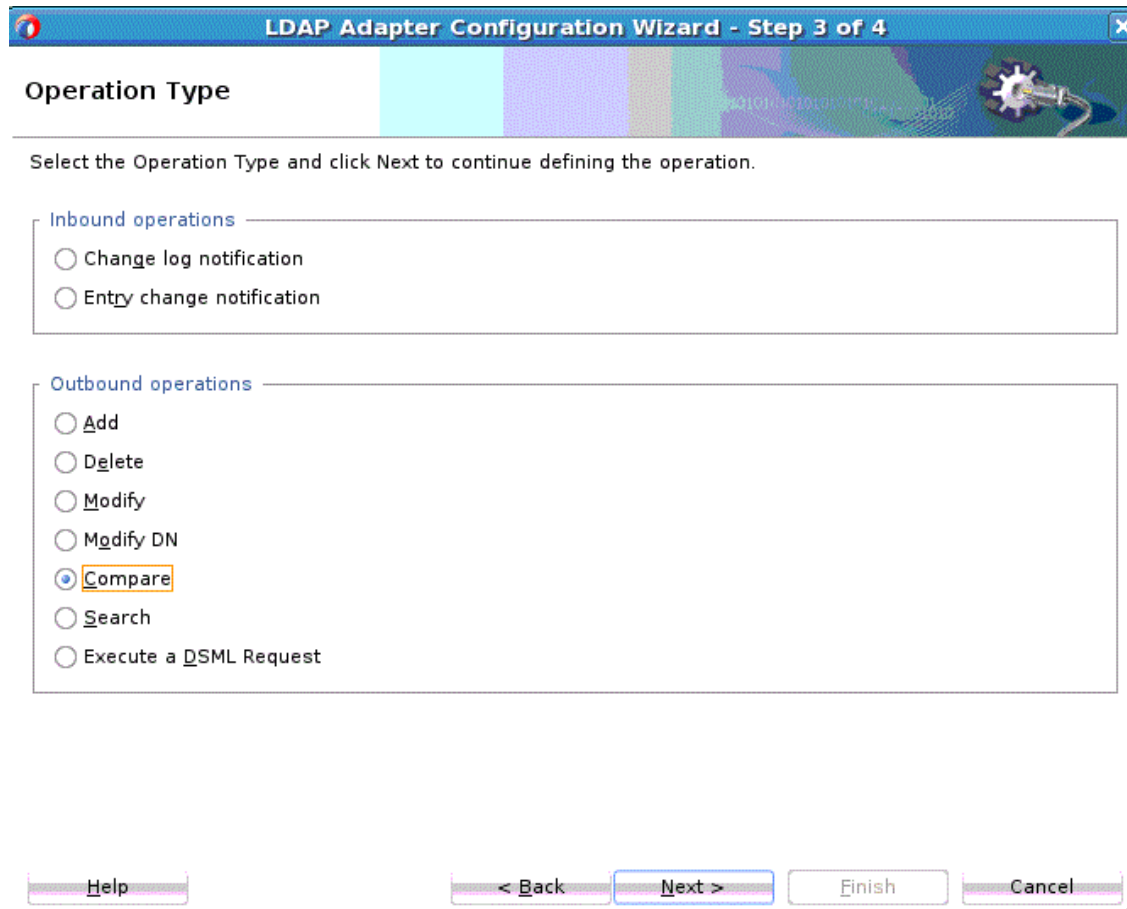 LDAP Adapter Configuration Wizard - Step 3 of 4
Operation Type
Select the Operation Type and click Next to continue defining the operation.
Inbound operations
Change log notification
Entry change notification
Outbound operations
Add
Delete
Modify
Modify DN
Compare
Search
Execute a DSML Request
Help < Back Next > Finish Cancel